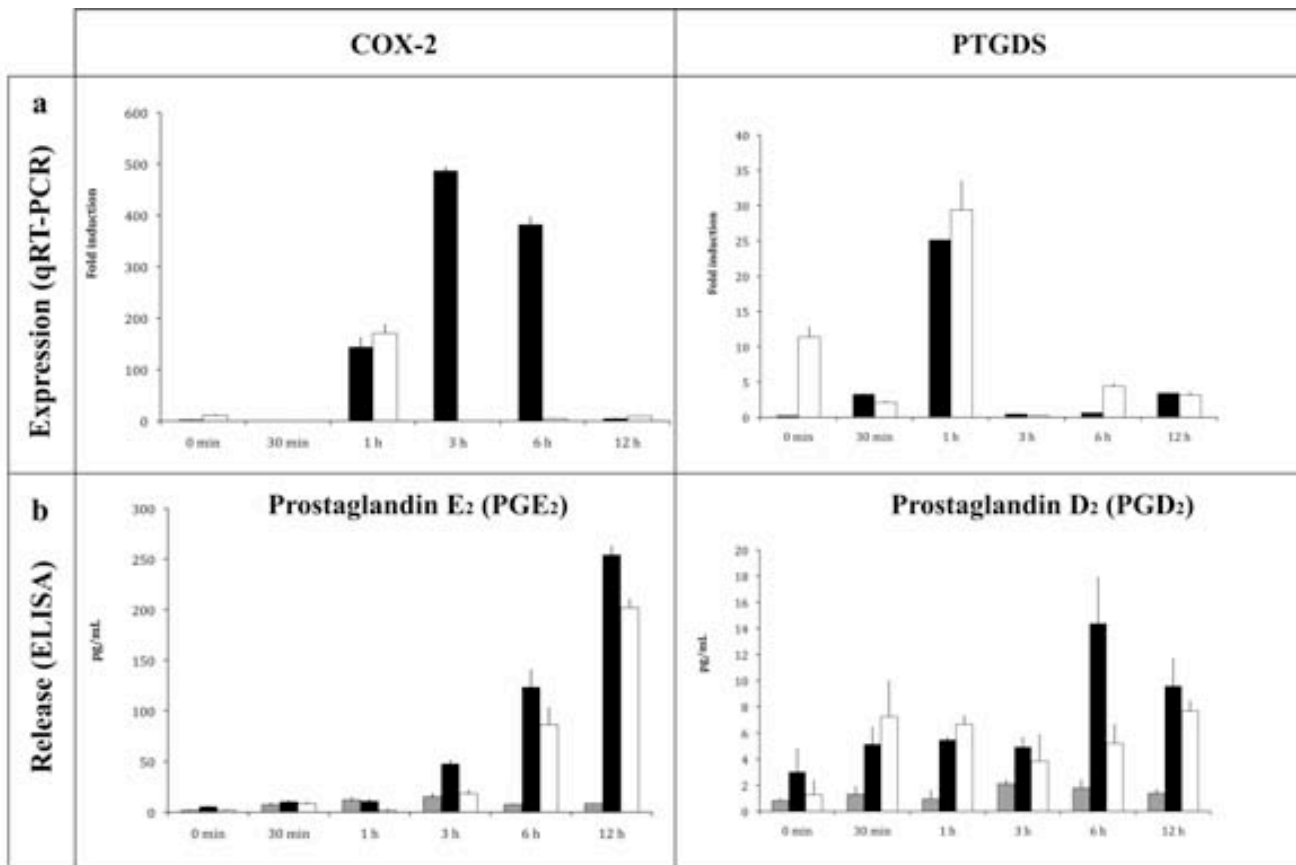 COX-2
PTGDS
a
Expression (qRT-PCR)
600
500
400
300
200
100
0
Fold induction
0 min 30 min 1 h 3 h 6 h 12 h
40
35
30
25
20
15
10
5
0
Fold induction
0 min 30 min 1 h 3 h 6 h 12 h
b
Release (ELISA)
Prostaglandin E2 (PGE2)
300
250
200
150
100
50
0
pg/mL
0 min 30 min 1 h 3 h 6 h 12 h
Prostaglandin D2 (PGD2)
20
18
16
14
12
10
8
6
4
2
0
pg/mL
0 min 30 min 1 h 3 h 6 h 12 h